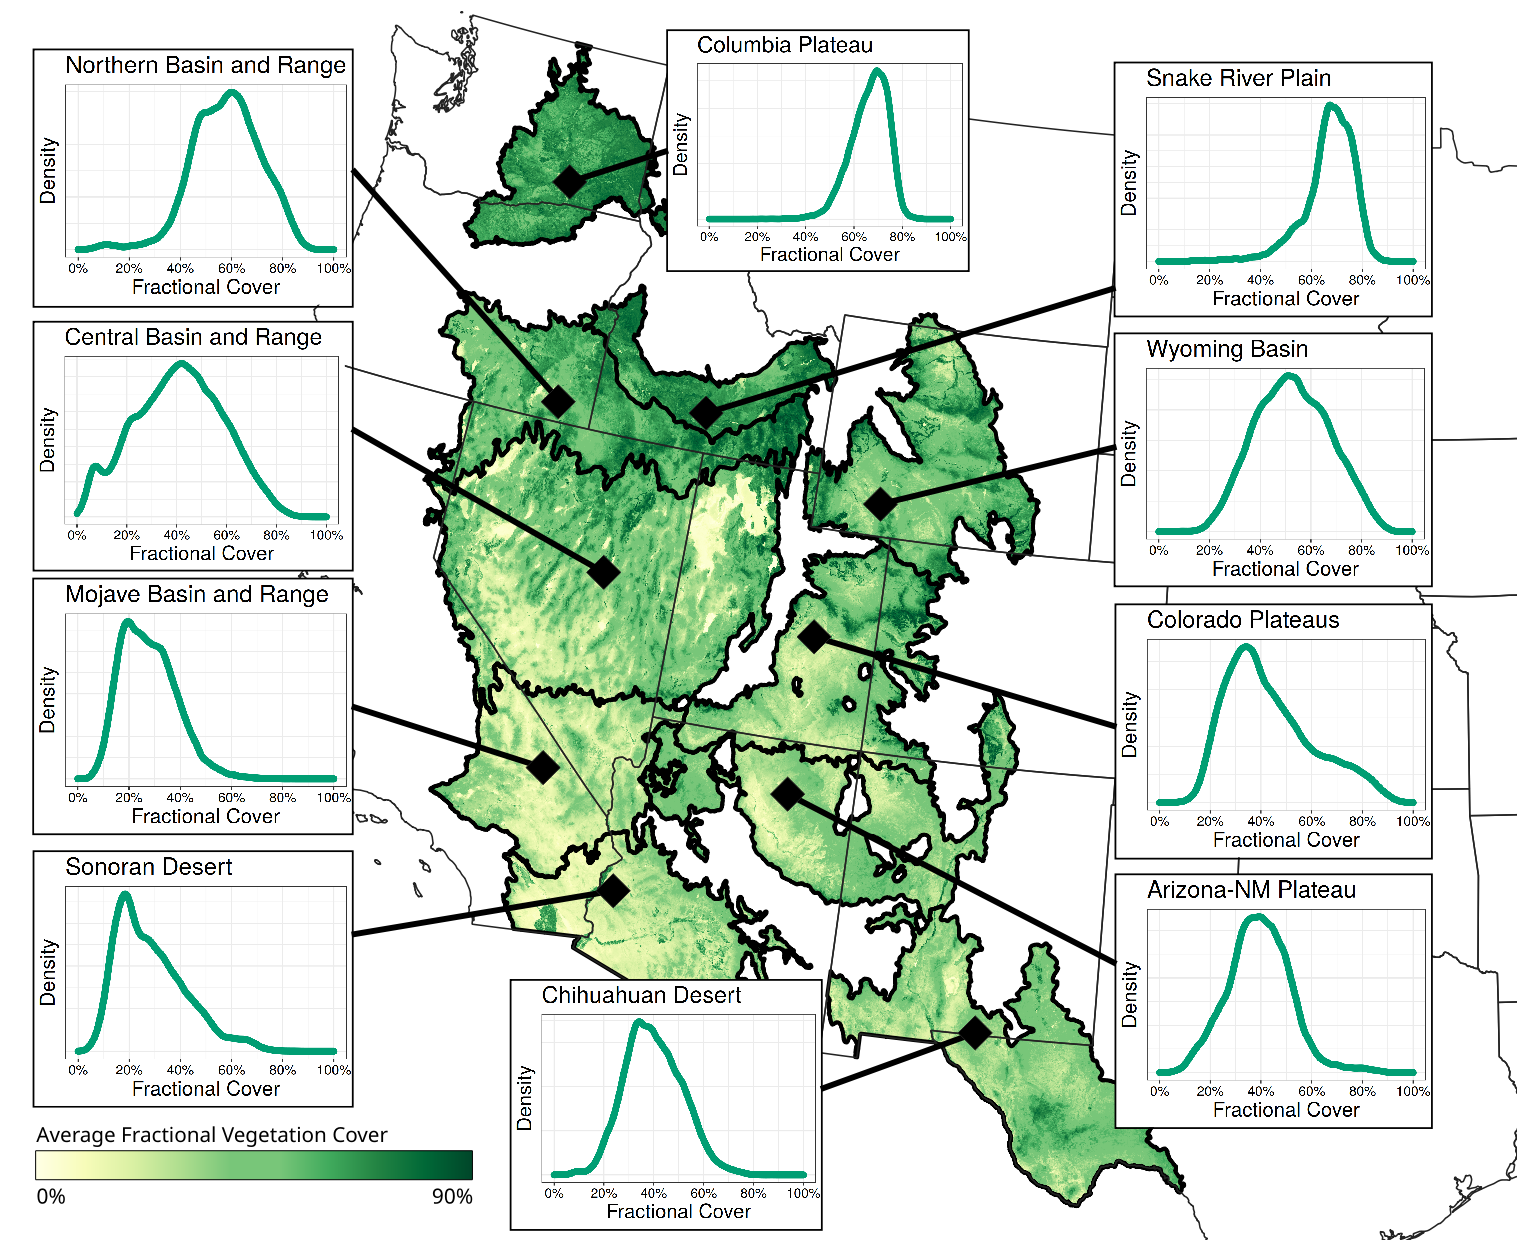 Northern Basin and Range
Density
0% 20% 40% 60% 80% 100%
Fractional Cover
Columbia Plateau
Density
0% 20% 40% 60% 80% 100%
Fractional Cover
Snake River Plain
Density
0% 20% 40% 60% 80% 100%
Fractional Cover
Central Basin and Range
Density
0% 20% 40% 60% 80% 100%
Fractional Cover
Wyoming Basin
Density
0% 20% 40% 60% 80% 100%
Fractional Cover
Mojave Basin and Range
Density
0% 20% 40% 60% 80% 100%
Fractional Cover
Colorado Plateaus
Density
0% 20% 40% 60% 80% 100%
Fractional Cover
Sonoran Desert
Density
0% 20% 40% 60% 80% 100%
Fractional Cover
Arizona-NM Plateau
Density
0% 20% 40% 60% 80% 100%
Fractional Cover
Chihuahuan Desert
Density
0% 20% 40% 60% 80% 100%
Fractional Cover
Average Fractional Vegetation Cover
0% 90%